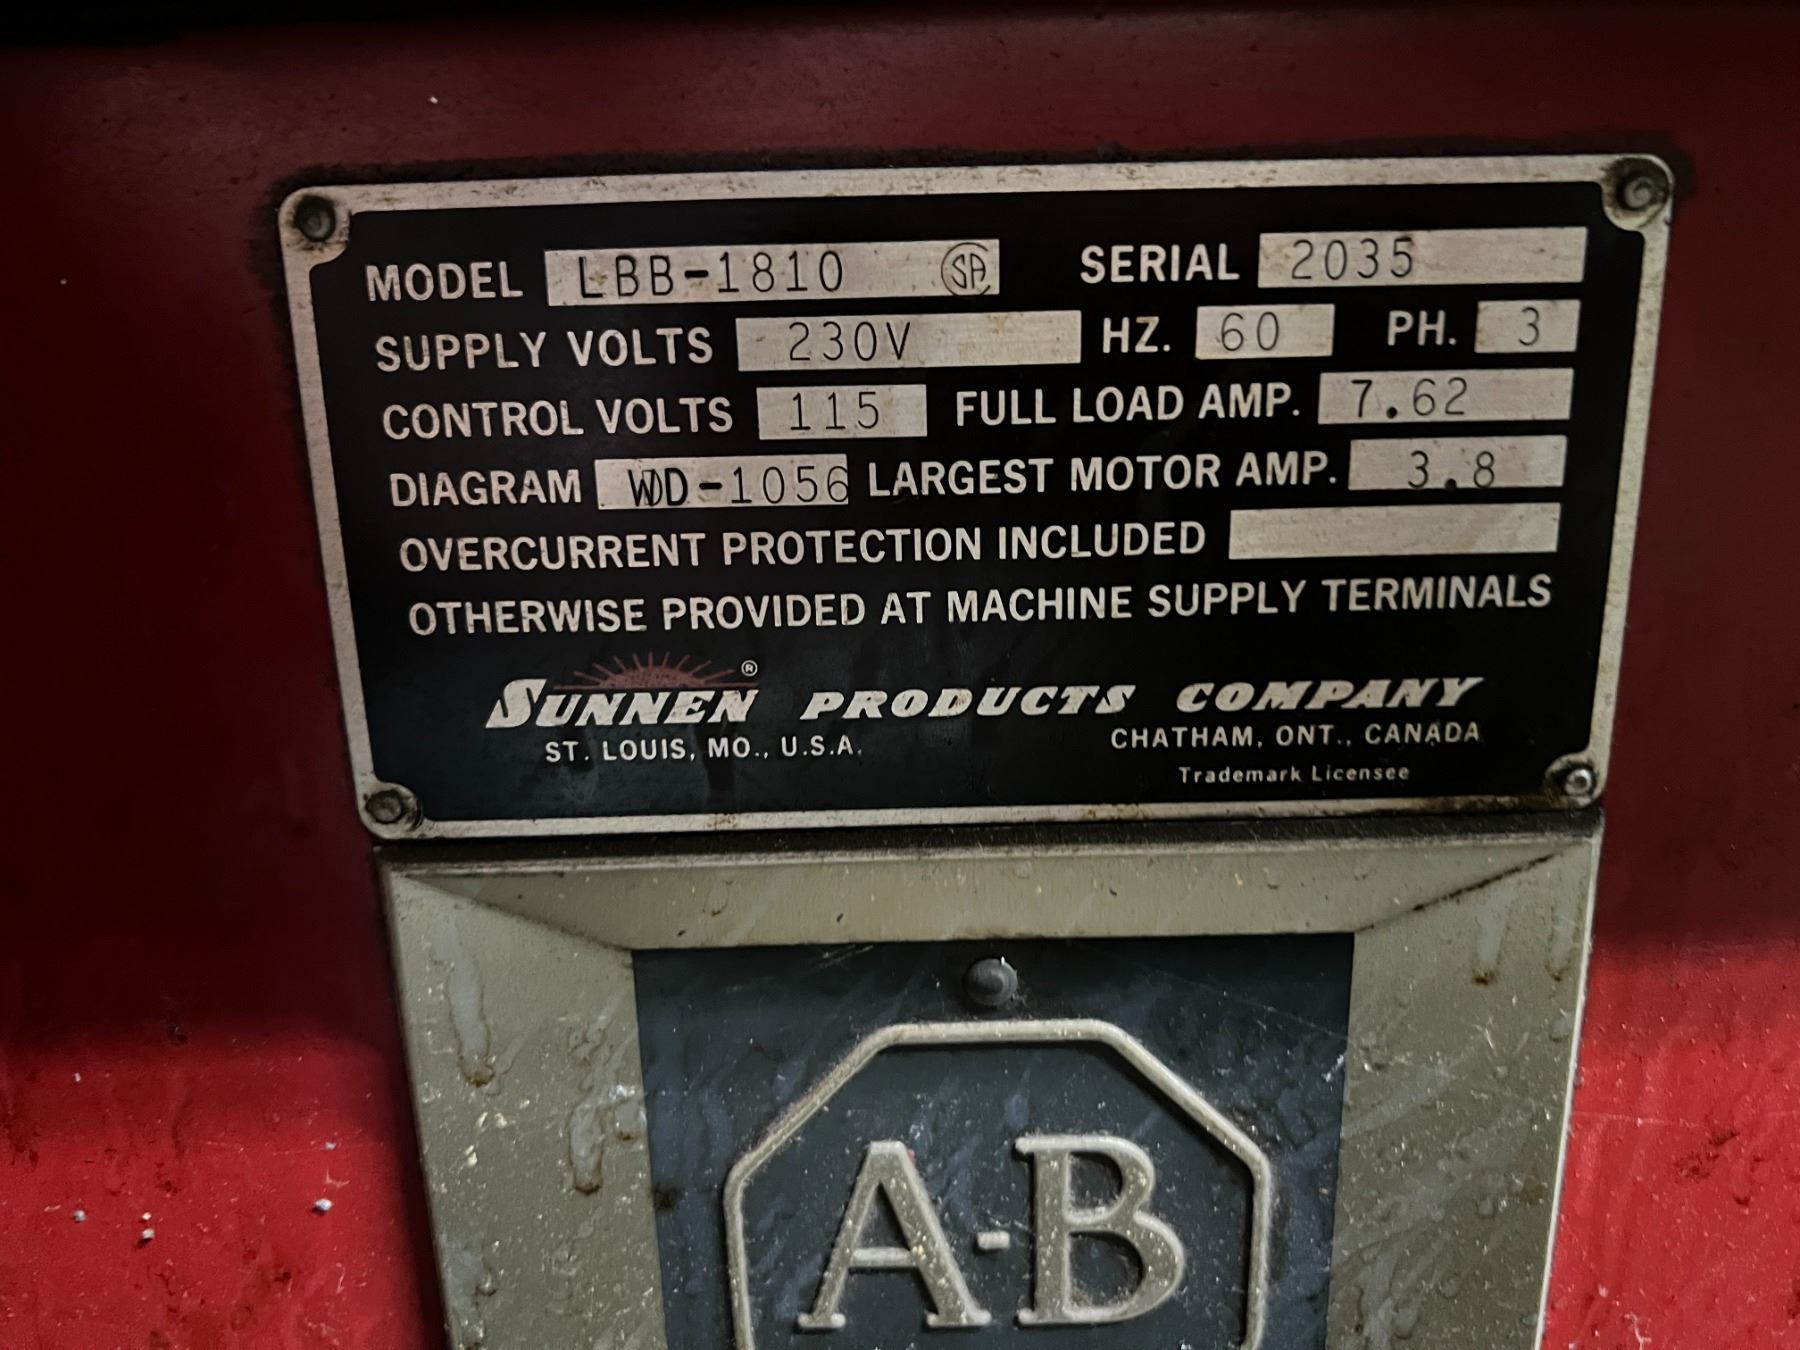 MODEL LBB-1810 SA SERIAL 2035
SUPPLY VOLTS 230V HZ. 60 PH. 3
CONTROL VOLTS 115 FULL LOAD AMP. 7.62
DIAGRAM WD-1056 LARGEST MOTOR AMP. 3.8
OVERCURRENT PROTECTION INCLUDED
OTHERWISE PROVIDED AT MACHINE SUPPLY TERMINALS
SUNNEN® PRODUCTS COMPANY
ST. LOUIS, MO., U.S.A. CHATHAM, ONT., CANADA
Trademark Licensee
A-B